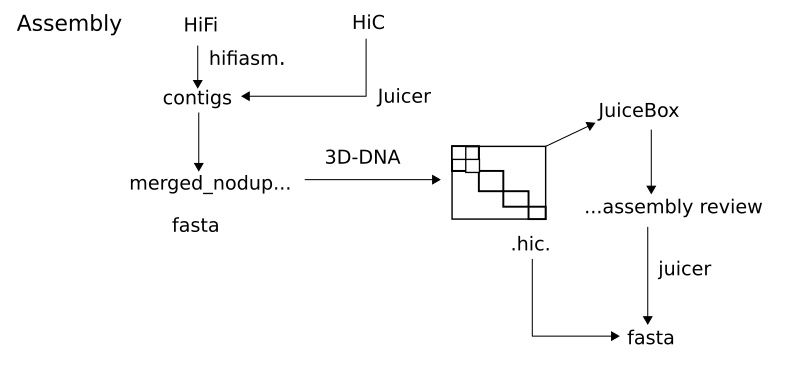 Assembly
HiFi
HiC
hifiasm.
contigs
Juicer
JuiceBox
3D-DNA
merged_nodup...
...assembly review
fasta
.hic.
juicer
fasta